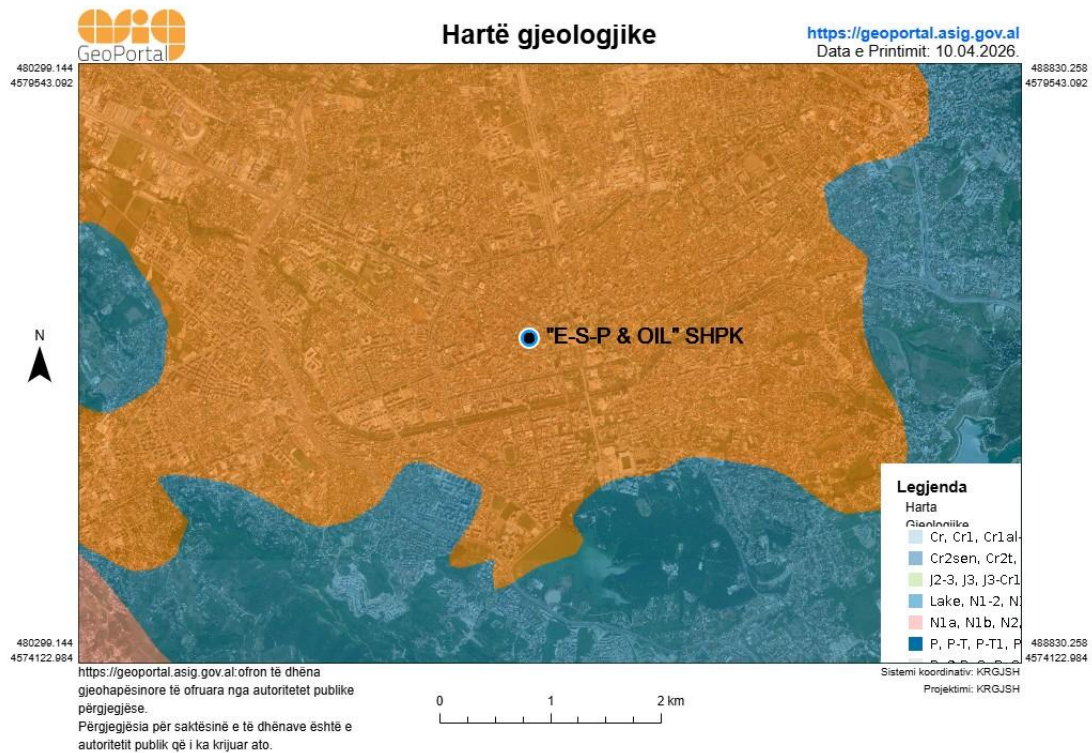 asig
GeoPortal
Hartë gjeologjike
https://geoportal.asig.gov.al
Data e Printimit: 10.04.2026.
480299.144
4579543.092
488830.258
4579543.092
N
"E-S-P & OIL" SHPK
Legjenda
Harta
Gjeologjike
Cr, Cr1, Cr1al-
Cr2sen, Cr2t,
J2-3, J3, J3-Cr1
Lake, N1-2, N
N1a, N1b, N2,
P, P-T, P-T1, P
480299.144
4574122.984
488830.258
4574122.984
https://geoportal.asig.gov.al:ofron të dhëna
gjeohapësinore të ofruara nga autoritetet publike
përgjegjëse.
Përgjegjësia për saktësinë e të dhënave është e
autoritetit publik që i ka krijuar ato.
0 1 2 km
Sistemi koordinativ: KRGJSH
Projektimi: KRGJSH